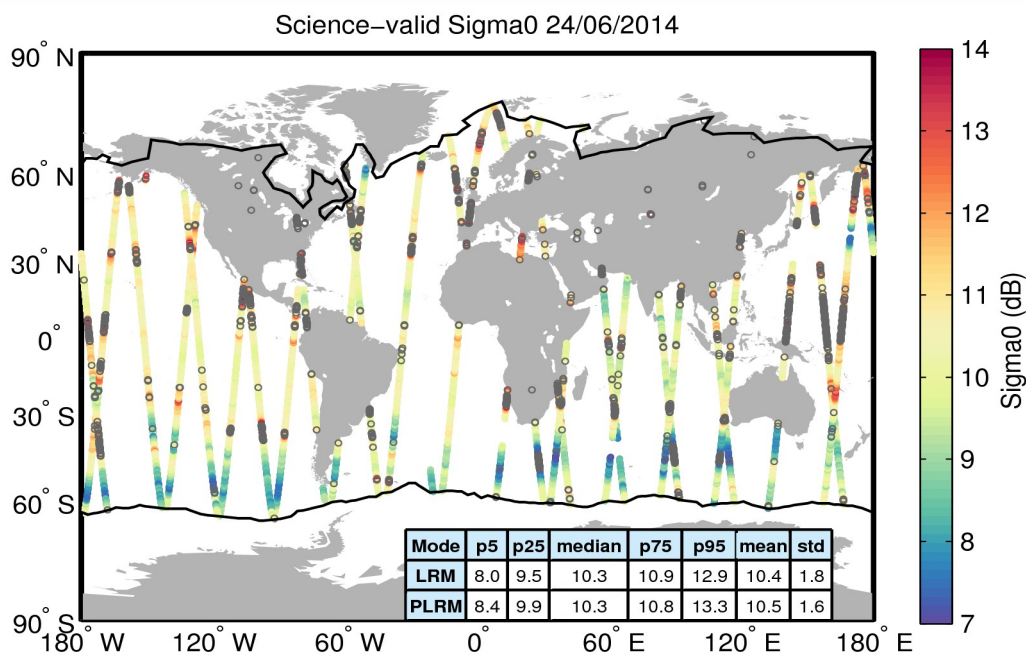 Science−valid Sigma0 24/06/2014
90° N
60° N
30° N
0°
30° S
60° S
90° S
180° W
120° W
60° W
0°
60° E
120° E
180° E
14
13
12
11
10
9
8
7
Sigma0 (dB)
Mode p5 p25 median p75 p95 mean std
LRM 8.0 9.5 10.3 10.9 12.9 10.4 1.8
PLRM 8.4 9.9 10.3 10.8 13.3 10.5 1.6